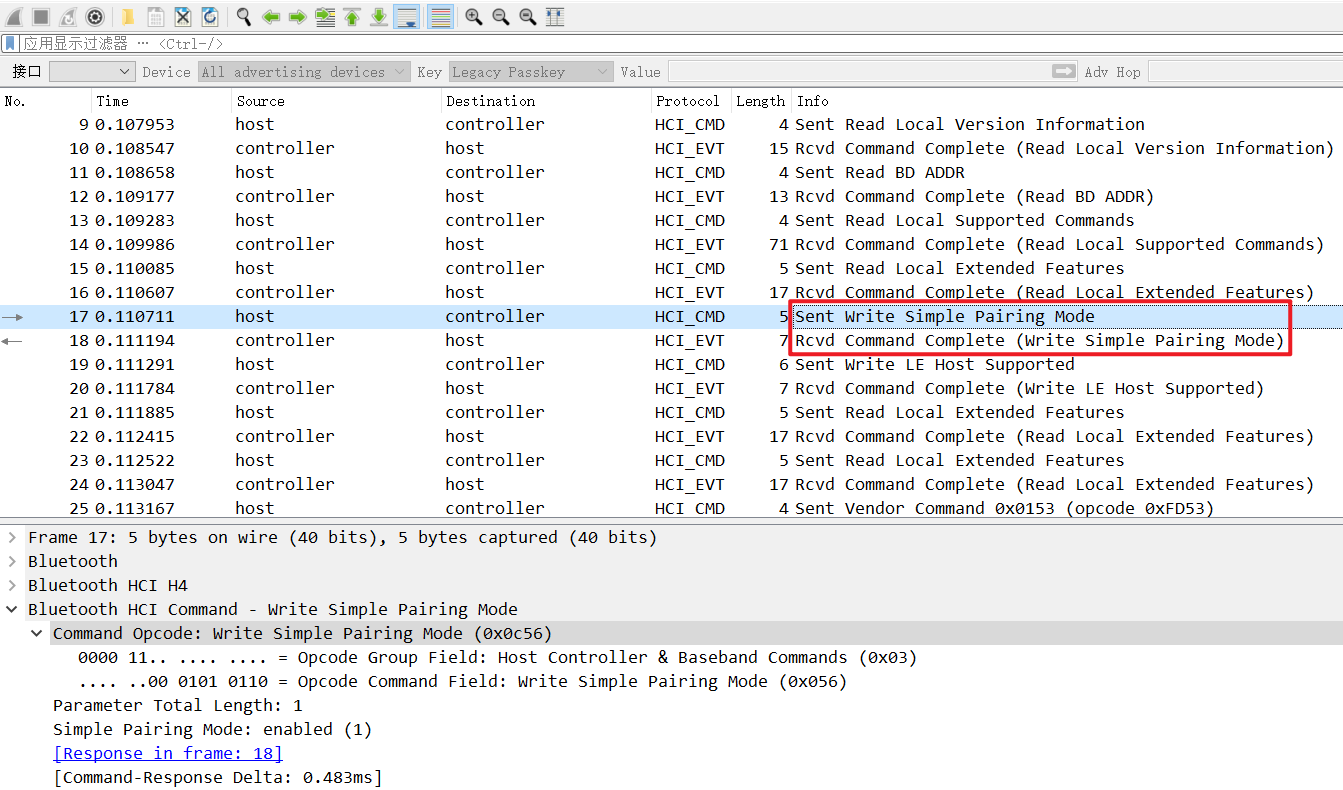 应用显示过滤器 … <Ctrl-/>
接口 Device All advertising devices Key Legacy Passkey Value Adv Hop
No. Time Source Destination Protocol Length Info
9 0.107953 host controller HCI_CMD 4 Sent Read Local Version Information
10 0.108547 controller host HCI_EVT 15 Rcvd Command Complete (Read Local Version Information)
11 0.108658 host controller HCI_CMD 4 Sent Read BD ADDR
12 0.109177 controller host HCI_EVT 13 Rcvd Command Complete (Read BD ADDR)
13 0.109283 host controller HCI_CMD 4 Sent Read Local Supported Commands
14 0.109986 controller host HCI_EVT 71 Rcvd Command Complete (Read Local Supported Commands)
15 0.110085 host controller HCI_CMD 5 Sent Read Local Extended Features
16 0.110607 controller host HCI_EVT 17 Rcvd Command Complete (Read Local Extended Features)
17 0.110711 host controller HCI_CMD 5 Sent Write Simple Pairing Mode
18 0.111194 controller host HCI_EVT 7 Rcvd Command Complete (Write Simple Pairing Mode)
19 0.111291 host controller HCI_CMD 6 Sent Write LE Host Supported
20 0.111784 controller host HCI_EVT 7 Rcvd Command Complete (Write LE Host Supported)
21 0.111885 host controller HCI_CMD 5 Sent Read Local Extended Features
22 0.112415 controller host HCI_EVT 17 Rcvd Command Complete (Read Local Extended Features)
23 0.112522 host controller HCI_CMD 5 Sent Read Local Extended Features
24 0.113047 controller host HCI_EVT 17 Rcvd Command Complete (Read Local Extended Features)
25 0.113167 host controller HCI_CMD 4 Sent Vendor Command 0x0153 (opcode 0xFD53)
Frame 17: 5 bytes on wire (40 bits), 5 bytes captured (40 bits)
Bluetooth
Bluetooth HCI H4
Bluetooth HCI Command - Write Simple Pairing Mode
Command Opcode: Write Simple Pairing Mode (0x0c56)
0000 11.. .... .... = Opcode Group Field: Host Controller & Baseband Commands (0x03)
.... ..00 0101 0110 = Opcode Command Field: Write Simple Pairing Mode (0x056)
Parameter Total Length: 1
Simple Pairing Mode: enabled (1)
[Response in frame: 18]
[Command-Response Delta: 0.483ms]